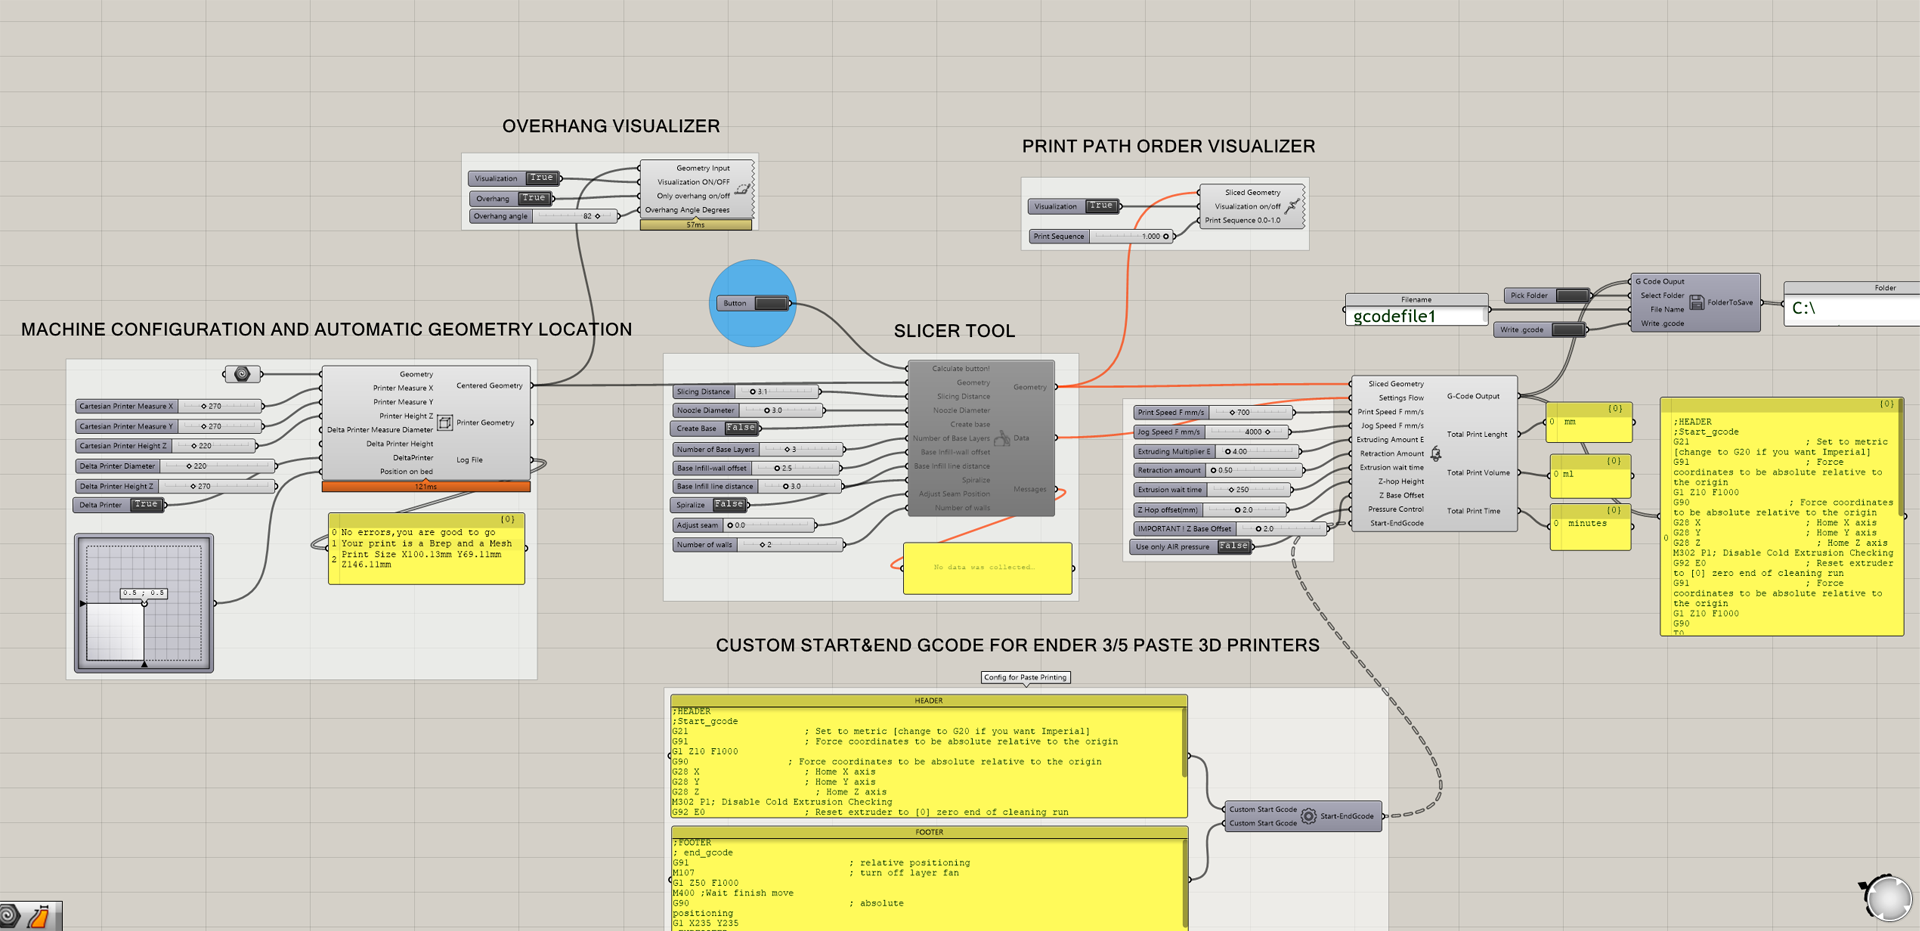 OVERHANG VISUALIZER
Visualization True
Overhang True
Overhang angle 82
Geometry Input
Visualization ON/OFF
Only overhang on/off
Overhang Angle Degrees
57ms
PRINT PATH ORDER VISUALIZER
Visualization True
Print Sequence 1.000
Sliced Geometry
Visualization on/off
Print Sequence 0.0-1.0
Button
MACHINE CONFIGURATION AND AUTOMATIC GEOMETRY LOCATION
Cartesian Printer Measure X 270
Cartesian Printer Measure Y 270
Cartesian Printer Height Z 220
Delta Printer Diameter 220
Delta Printer Height Z 270
Delta Printer True
Geometry
Printer Measure X
Printer Measure Y
Printer Height Z
Delta Printer Measure Diameter
Delta Printer Height
DeltaPrinter
Position on bed
Centered Geometry
Printer Geometry
Log File
121ms
{0}
0 No errors,you are good to go
1 Your print is a Brep and a Mesh
2 Print Size X100.13mm Y69.11mm
Z146.11mm
0.5 ; 0.5
SLICER TOOL
Slicing Distance 3.1
Noozle Diameter 3.0
Create Base False
Number of Base Layers 3
Base Infill-wall offset 2.5
Base Infill line distance 3.0
Spiralize False
Adjust seam 0.0
Number of walls 2
Calculate button!
Geometry
Slicing Distance
Noozle Diameter
Create base
Number of Base Layers
Base Infill-wall offset
Base Infill line distance
Spiralize
Adjust Seam Position
Number of walls
Geometry
Data
Messages
No data was collected…
Print Speed F mm/s 700
Jog Speed F mm/s 4000
Extruding Multiplier E 4.00
Retraction amount 0.50
Extrusion wait time 250
Z Hop offset(mm) 2.0
IMPORTANT ! Z Base Offset 2.0
Use only AIR pressure False
Sliced Geometry
Settings Flow
Print Speed F mm/s
Jog Speed F mm/s
Extruding Amount E
Retraction Amount
Extrusion wait time
Z-hop Height
Z Base Offset
Pressure Control
Start-EndGcode
G-Code Output
Total Print Lenght
Total Print Volume
Total Print Time
Filename
gcodefile1
Pick Folder
Write .gcode
G Code Ouput
Select Folder
File Name
Write .gcode
FolderToSave
Folder
C:\
{0}
0 mm
{0}
0 ml
{0}
0 minutes
{0}
0
;HEADER
;Start_gcode
G21 ; Set to metric
[change to G20 if you want Imperial]
G91 ; Force
coordinates to be absolute relative to
the origin
G1 Z10 F1000
G90 ; Force coordinates
to be absolute relative to the origin
G28 X ; Home X axis
G28 Y ; Home Y axis
G28 Z ; Home Z axis
M302 P1; Disable Cold Extrusion Checking
G92 E0 ; Reset extruder
to [0] zero end of cleaning run
G91 ; Force
coordinates to be absolute relative to
the origin
G1 Z10 F1000
G90
T0
CUSTOM START&END GCODE FOR ENDER 3/5 PASTE 3D PRINTERS
Config for Paste Printing
HEADER
;HEADER
;Start_gcode
G21 ; Set to metric [change to G20 if you want Imperial]
G91 ; Force coordinates to be absolute relative to the origin
G1 Z10 F1000
G90 ; Force coordinates to be absolute relative to the origin
G28 X ; Home X axis
G28 Y ; Home Y axis
G28 Z ; Home Z axis
M302 P1; Disable Cold Extrusion Checking
G92 E0 ; Reset extruder to [0] zero end of cleaning run
FOOTER
;FOOTER
; end_gcode
G91 ; relative positioning
M107 ; turn off layer fan
G1 Z50 F1000
M400 ;Wait finish move
G90 ; absolute
positioning
G1 X235 Y235
Custom Start Gcode
Custom Start Gcode
Start-EndGcode